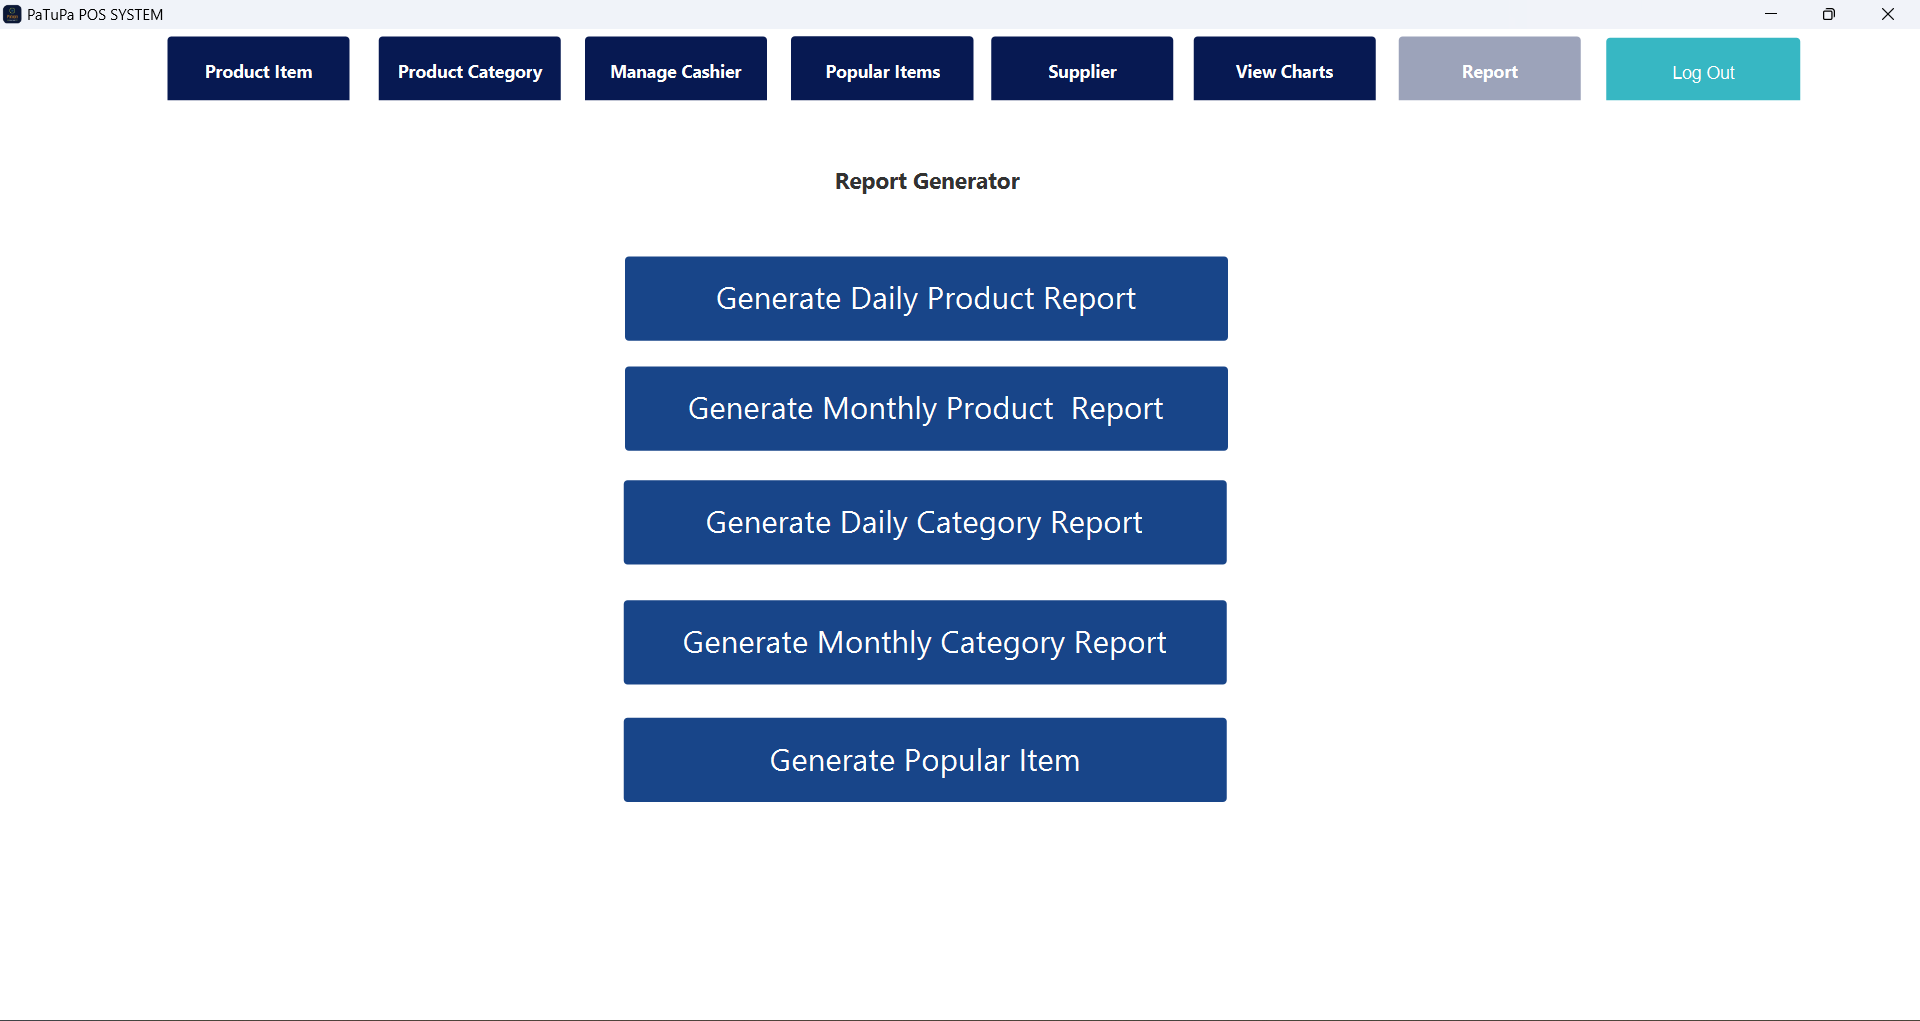 PaTuPa POS SYSTEM
Product Item
Product Category
Manage Cashier
Popular Items
Supplier
View Charts
Report
Log Out
Report Generator
Generate Daily Product Report
Generate Monthly Product  Report
Generate Daily Category Report
Generate Monthly Category Report
Generate Popular Item